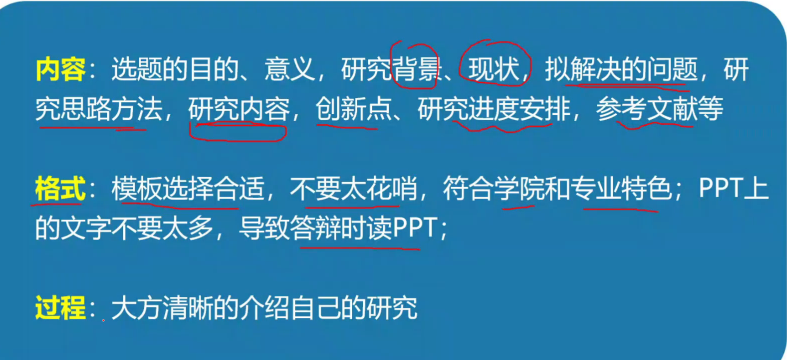 内容：选题的目的、意义，研究背景、现状，拟解决的问题，研
究思路方法，研究内容，创新点、研究进度安排，参考文献等
格式：模板选择合适，不要太花哨，符合学院和专业特色；PPT上
的文字不要太多，导致答辩时读PPT；
过程：大方清晰的介绍自己的研究